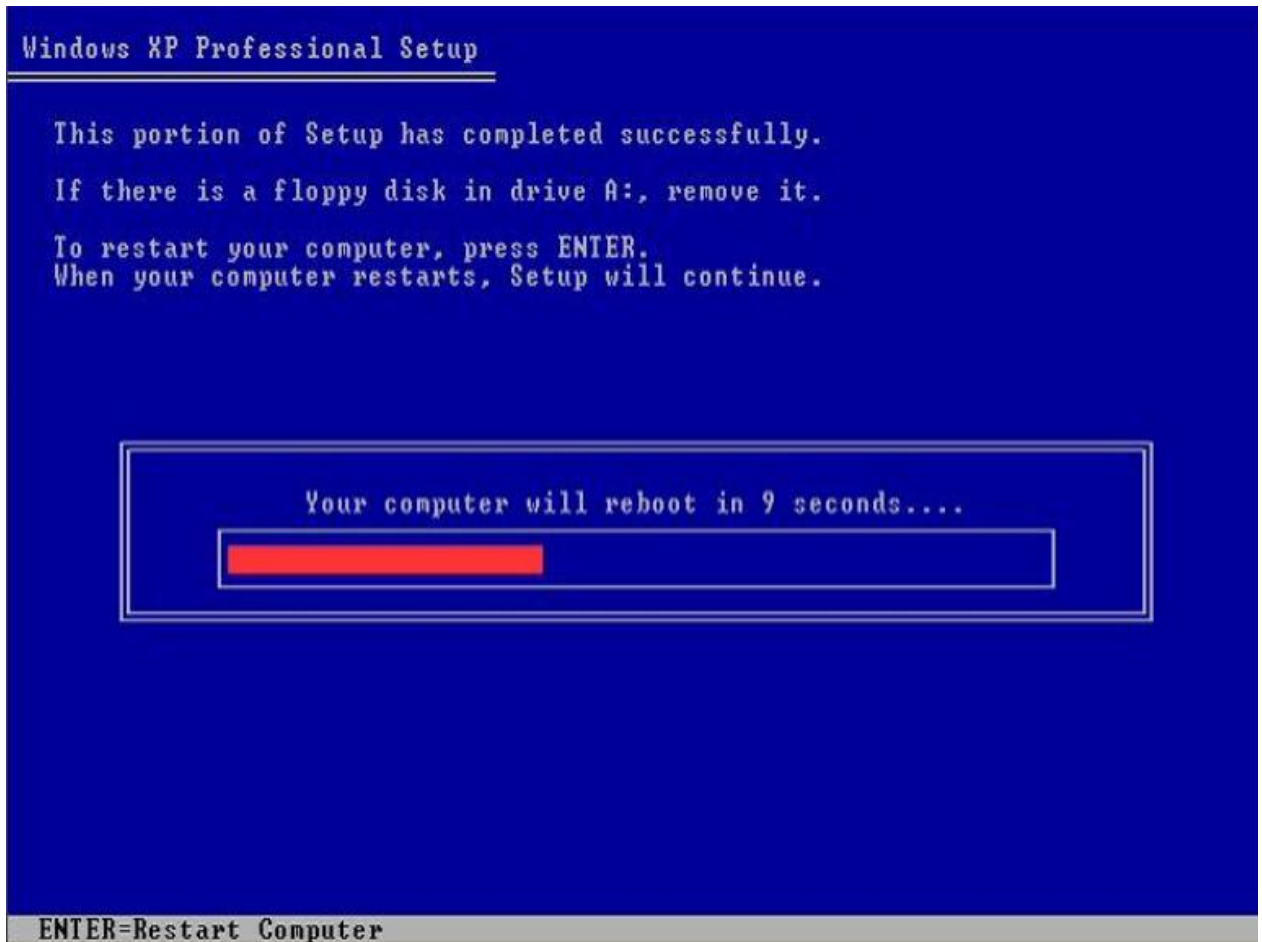 Windows XP Professional Setup
This portion of Setup has completed successfully.
If there is a floppy disk in drive A:, remove it.
To restart your computer, press ENTER.
When your computer restarts, Setup will continue.
Your computer will reboot in 9 seconds....
ENTER=Restart Computer